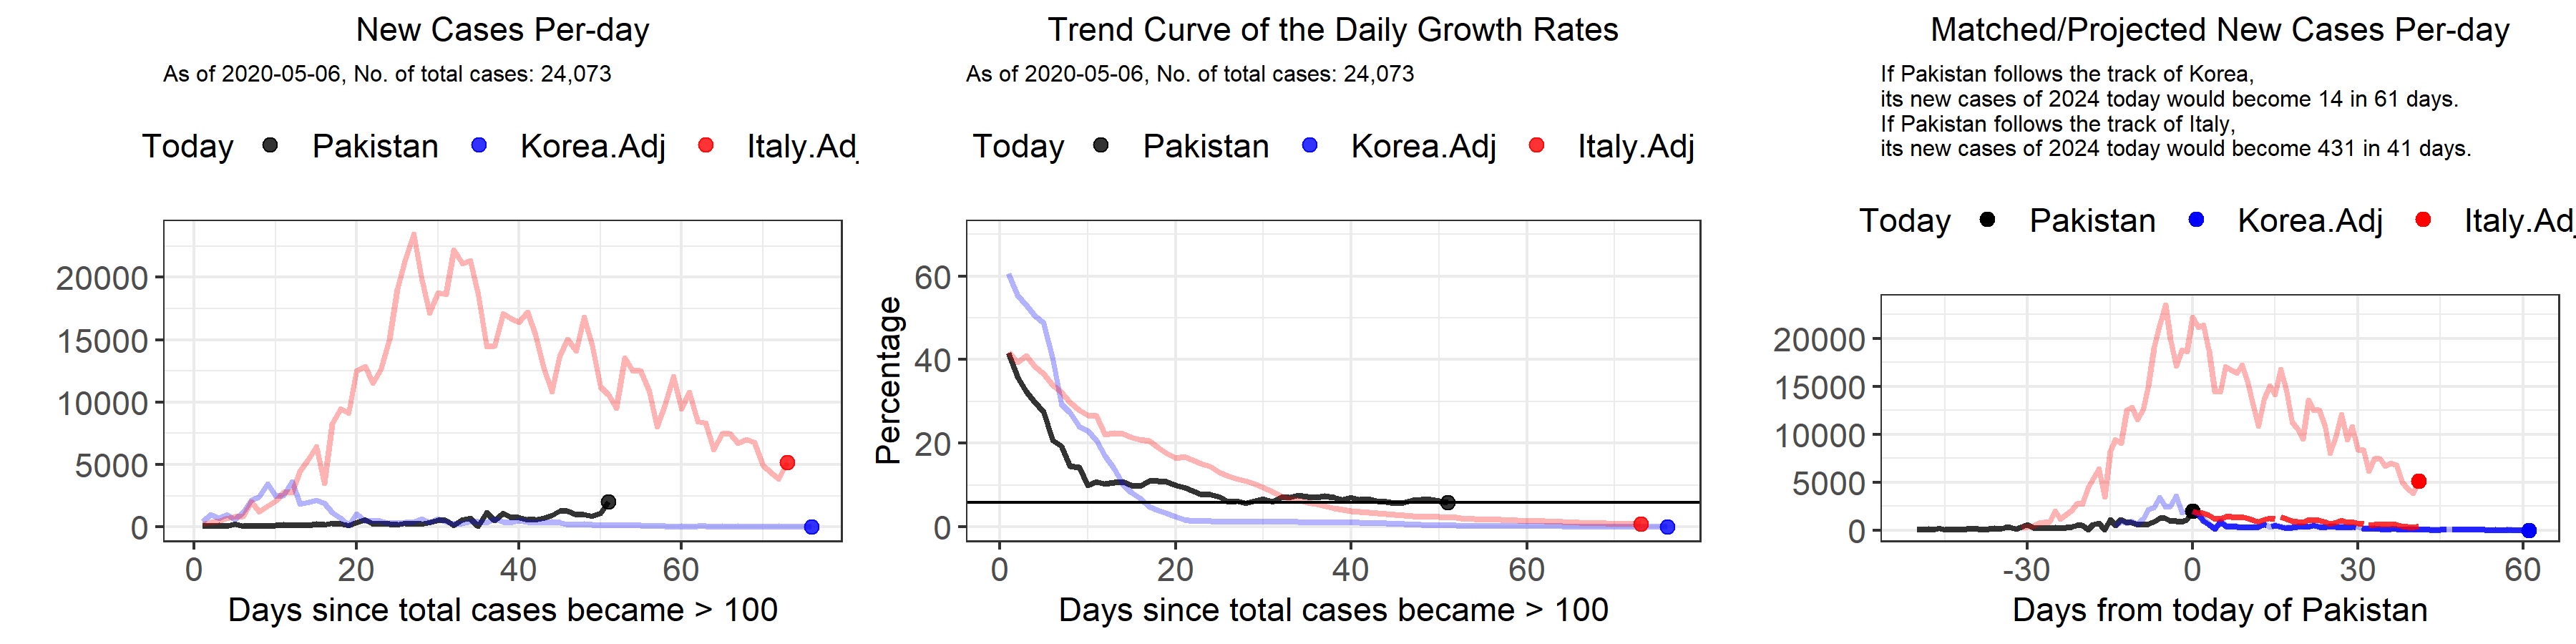 New Cases Per-day
As of 2020-05-06, No. of total cases: 24,073
Today Pakistan Korea.Adj Italy.Ad
20000
15000
10000
5000
0
0 20 40 60
Days since total cases became > 100
Trend Curve of the Daily Growth Rates
As of 2020-05-06, No. of total cases: 24,073
Today Pakistan Korea.Adj Italy.Adj
Percentage
60
40
20
0
0 20 40 60
Days since total cases became > 100
Matched/Projected New Cases Per-day
If Pakistan follows the track of Korea,
its new cases of 2024 today would become 14 in 61 days.
If Pakistan follows the track of Italy,
its new cases of 2024 today would become 431 in 41 days.
Today Pakistan Korea.Adj Italy.Adj
20000
15000
10000
5000
0
-30 0 30 60
Days from today of Pakistan